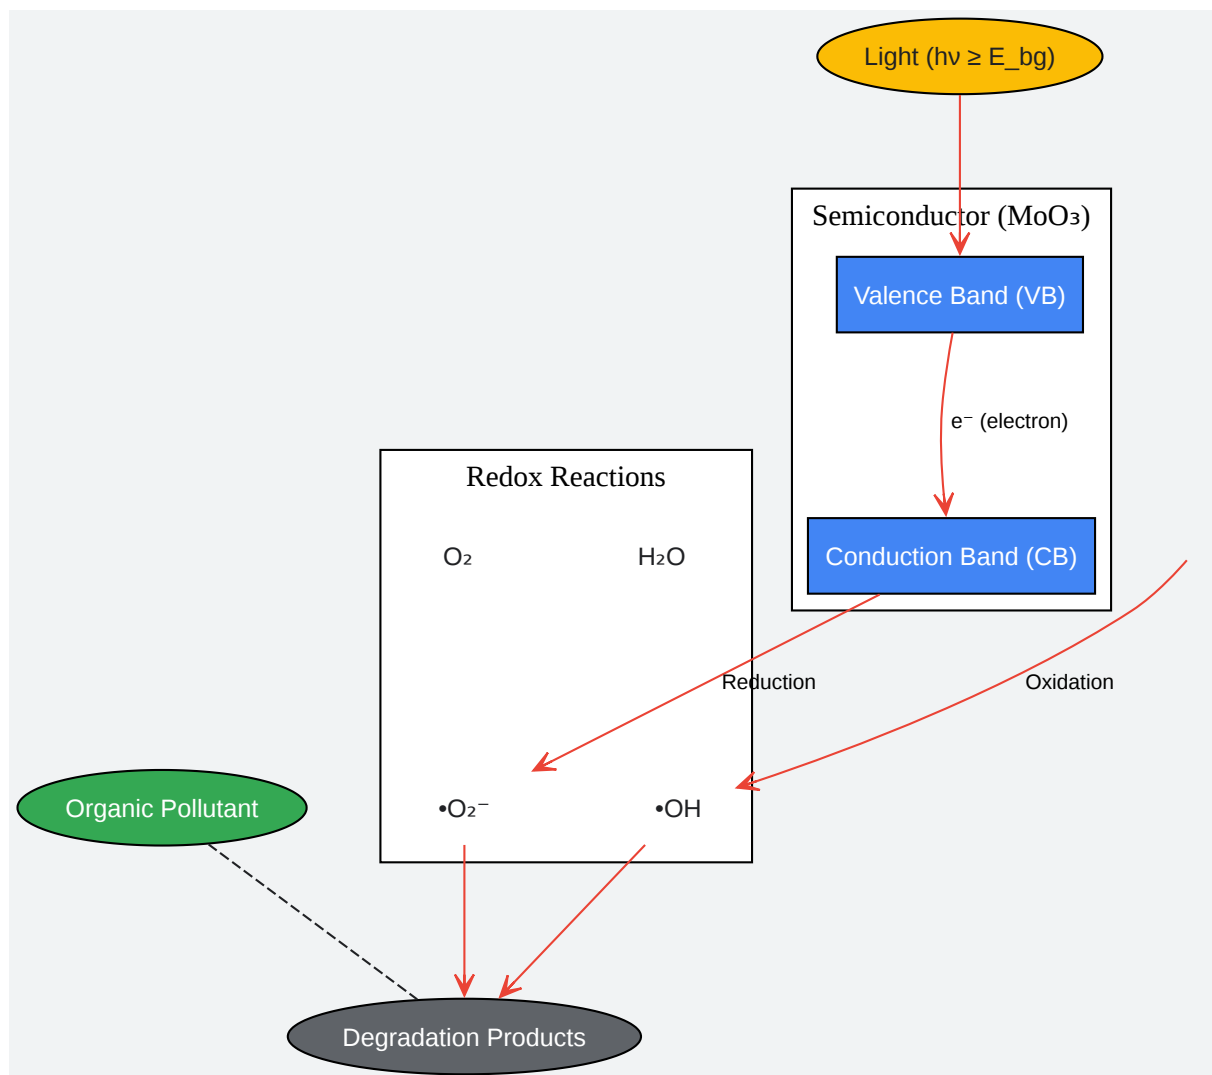 Light (hν ≥ E_bg)
Semiconductor (MoO₃)
Valence Band (VB)
e⁻ (electron)
Redox Reactions
O₂
H₂O
Conduction Band (CB)
Reduction
Oxidation
Organic Pollutant
•O₂⁻
•OH
Degradation Products